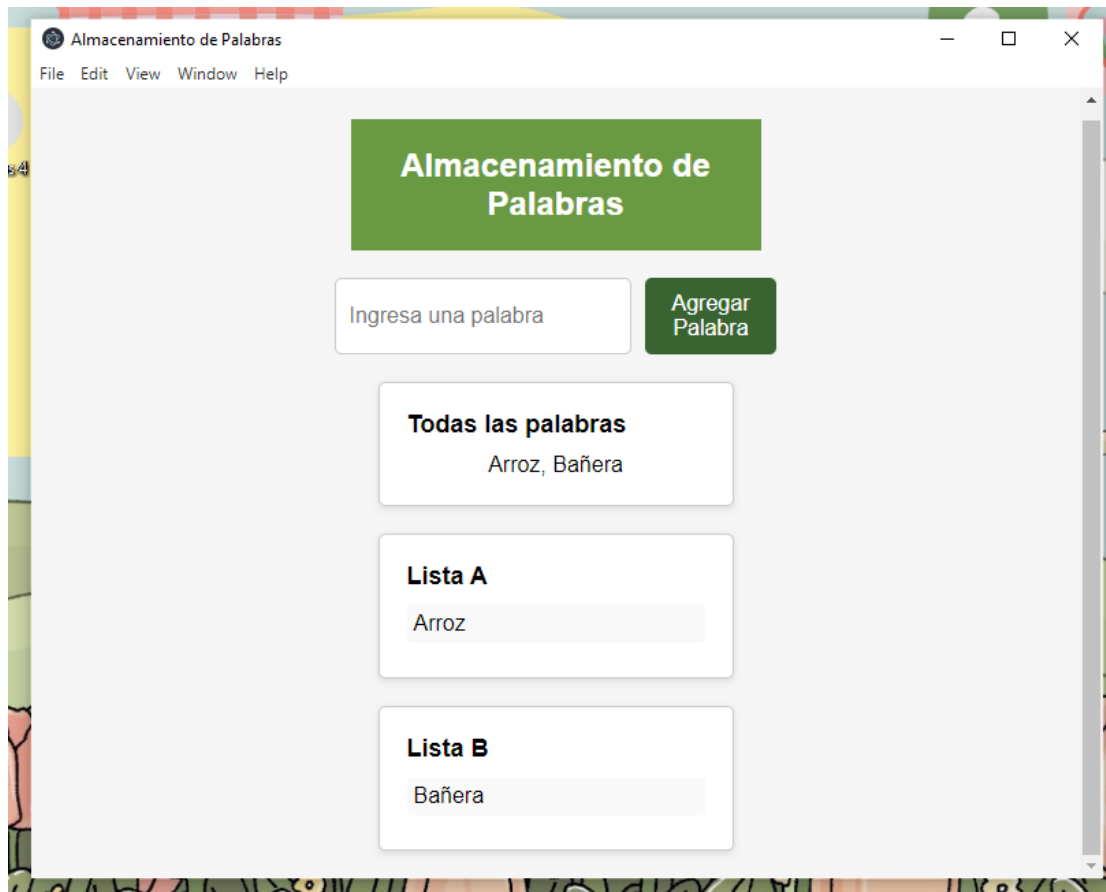 Almacenamiento de Palabras
File Edit View Window Help
s 4
Almacenamiento de
Palabras
Ingresa una palabra
Agregar
Palabra
Todas las palabras
Arroz, Bañera
Lista A
Arroz
Lista B
Bañera